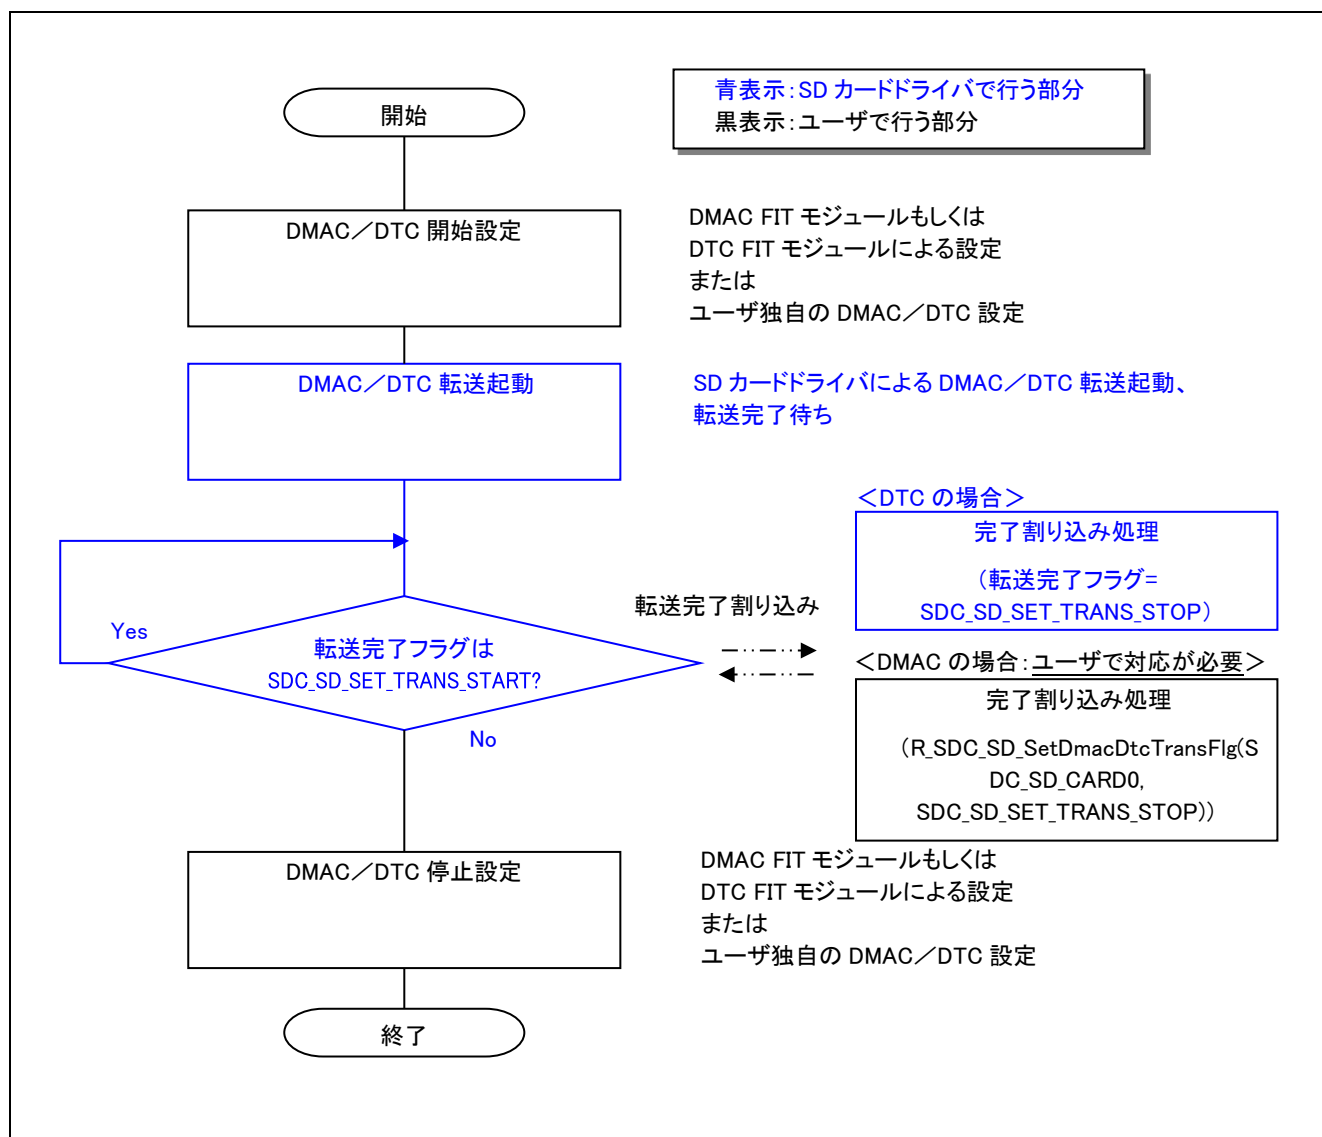 開始
青表示：SD カードドライバで行う部分
黒表示：ユーザで行う部分
DMAC／DTC 開始設定
DMAC FIT モジュールもしくは
DTC FIT モジュールによる設定
または
ユーザ独自の DMAC／DTC 設定
DMAC／DTC 転送起動
SD カードドライバによる DMAC／DTC 転送起動、
転送完了待ち
＜DTC の場合＞
完了割り込み処理
（転送完了フラグ=
SDC_SD_SET_TRANS_STOP）
転送完了割り込み
Yes
転送完了フラグは
SDC_SD_SET_TRANS_START?
No
＜DMAC の場合：ユーザで対応が必要＞
完了割り込み処理
（R_SDC_SD_SetDmacDtcTransFlg(S
DC_SD_CARD0,
SDC_SD_SET_TRANS_STOP))
DMAC／DTC 停止設定
DMAC FIT モジュールもしくは
DTC FIT モジュールによる設定
または
ユーザ独自の DMAC／DTC 設定
終了